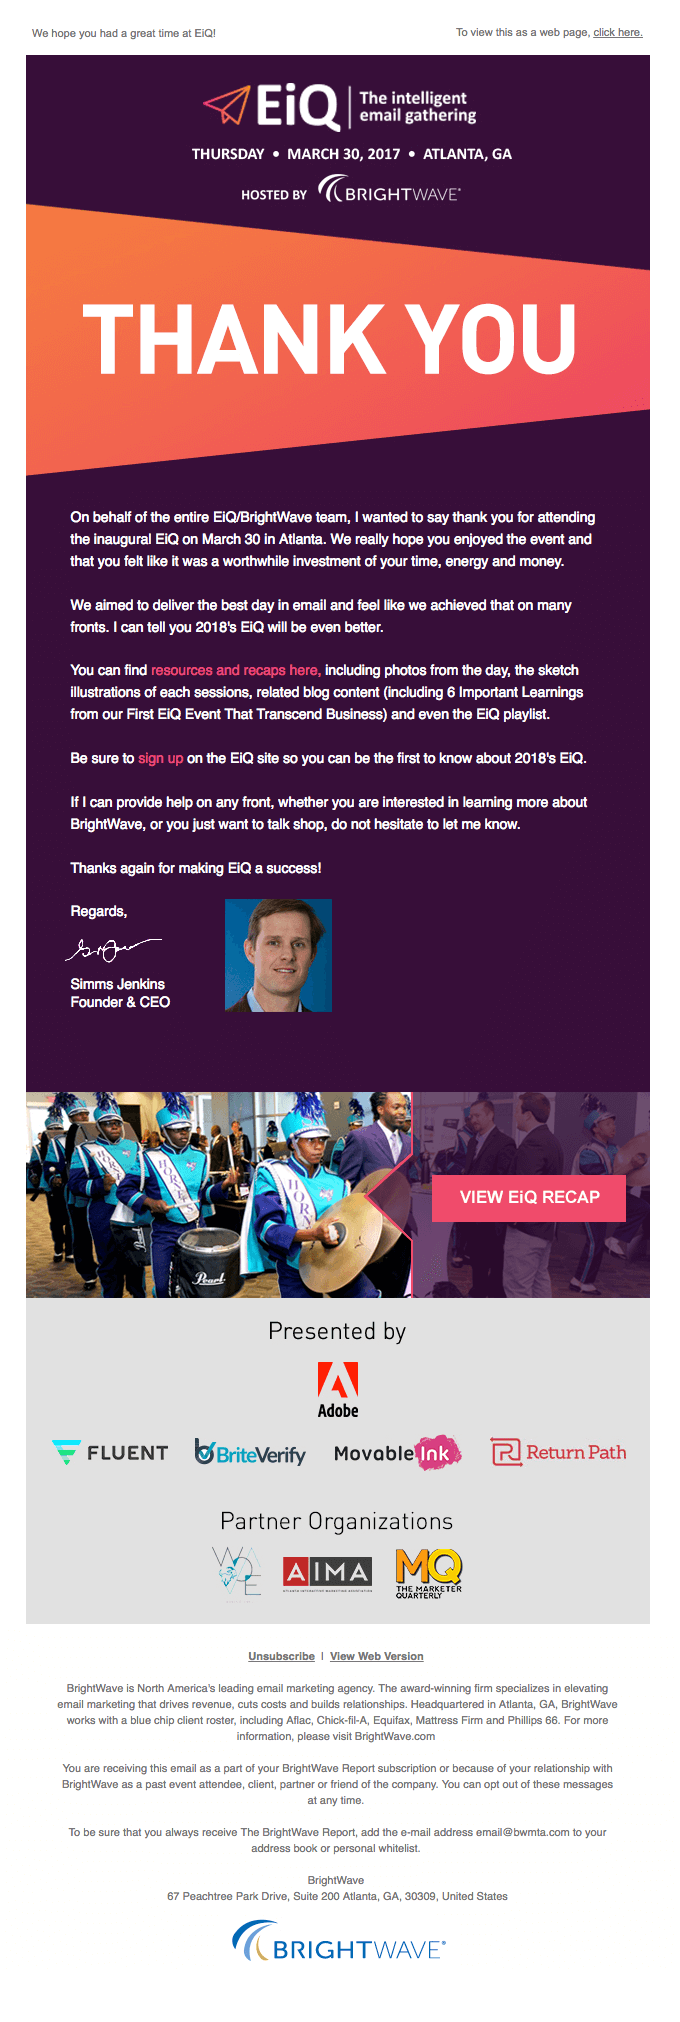 We hope you had a great time at EiQ!
To view this as a web page, click here.
EiQ The intelligent
email gathering
THURSDAY • MARCH 30, 2017 • ATLANTA, GA
HOSTED BY BRIGHTWAVE®
THANK YOU
On behalf of the entire EiQ/BrightWave team, I wanted to say thank you for attending
the inaugural EiQ on March 30 in Atlanta. We really hope you enjoyed the event and
that you felt like it was a worthwhile investment of your time, energy and money.
We aimed to deliver the best day in email and feel like we achieved that on many
fronts. I can tell you 2018's EiQ will be even better.
You can find resources and recaps here, including photos from the day, the sketch
illustrations of each sessions, related blog content (including 6 Important Learnings
from our First EiQ Event That Transcend Business) and even the EiQ playlist.
Be sure to sign up on the EiQ site so you can be the first to know about 2018's EiQ.
If I can provide help on any front, whether you are interested in learning more about
BrightWave, or you just want to talk shop, do not hesitate to let me know.
Thanks again for making EiQ a success!
Regards,
Simms Jenkins
Founder & CEO
HORNETS
HORNETS
Pearl
VIEW EiQ RECAP
Presented by
Adobe
FLUENT
BriteVerify
Movable Ink
Return Path
Partner Organizations
AIMA
MQ
THE MARKETER
QUARTERLY
Unsubscribe | View Web Version
BrightWave is North America's leading email marketing agency. The award-winning firm specializes in elevating
email marketing that drives revenue, cuts costs and builds relationships. Headquartered in Atlanta, GA, BrightWave
works with a blue chip client roster, including Aflac, Chick-fil-A, Equifax, Mattress Firm and Phillips 66. For more
information, please visit BrightWave.com
You are receiving this email as a part of your BrightWave Report subscription or because of your relationship with
BrightWave as a past event attendee, client, partner or friend of the company. You can opt out of these messages
at any time.
To be sure that you always receive The BrightWave Report, add the e-mail address email@bwmta.com to your
address book or personal whitelist.
BrightWave
67 Peachtree Park Drive, Suite 200 Atlanta, GA, 30309, United States
BRIGHTWAVE®